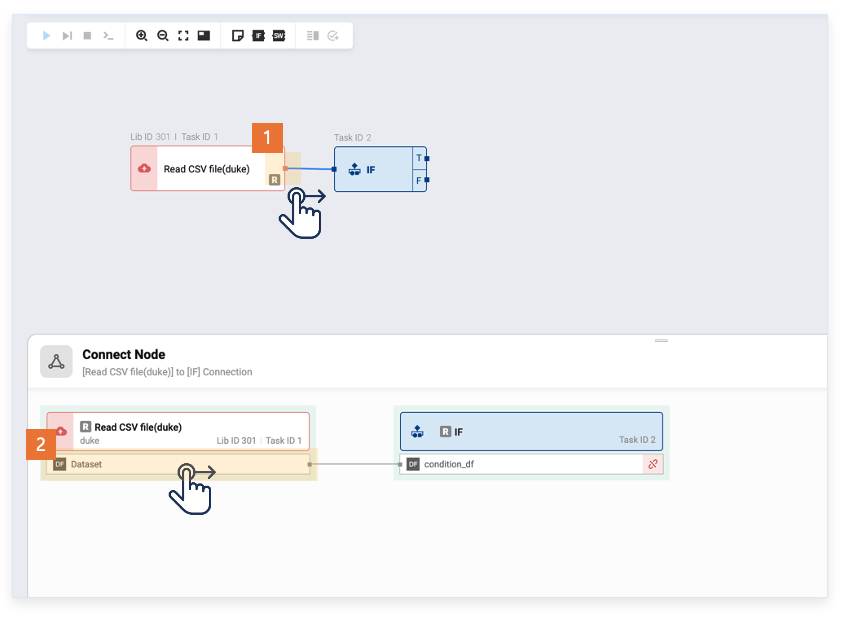 IF SW
Lib ID 301 | Task ID 1
1
Task ID 2
Read CSV file(duke)
R
IF
T
F
Connect Node
[Read CSV file(duke)] to [IF] Connection
R Read CSV file(duke)
duke
Lib ID 301 | Task ID 1
R IF
Task ID 2
2
DF Dataset
DF condition_df